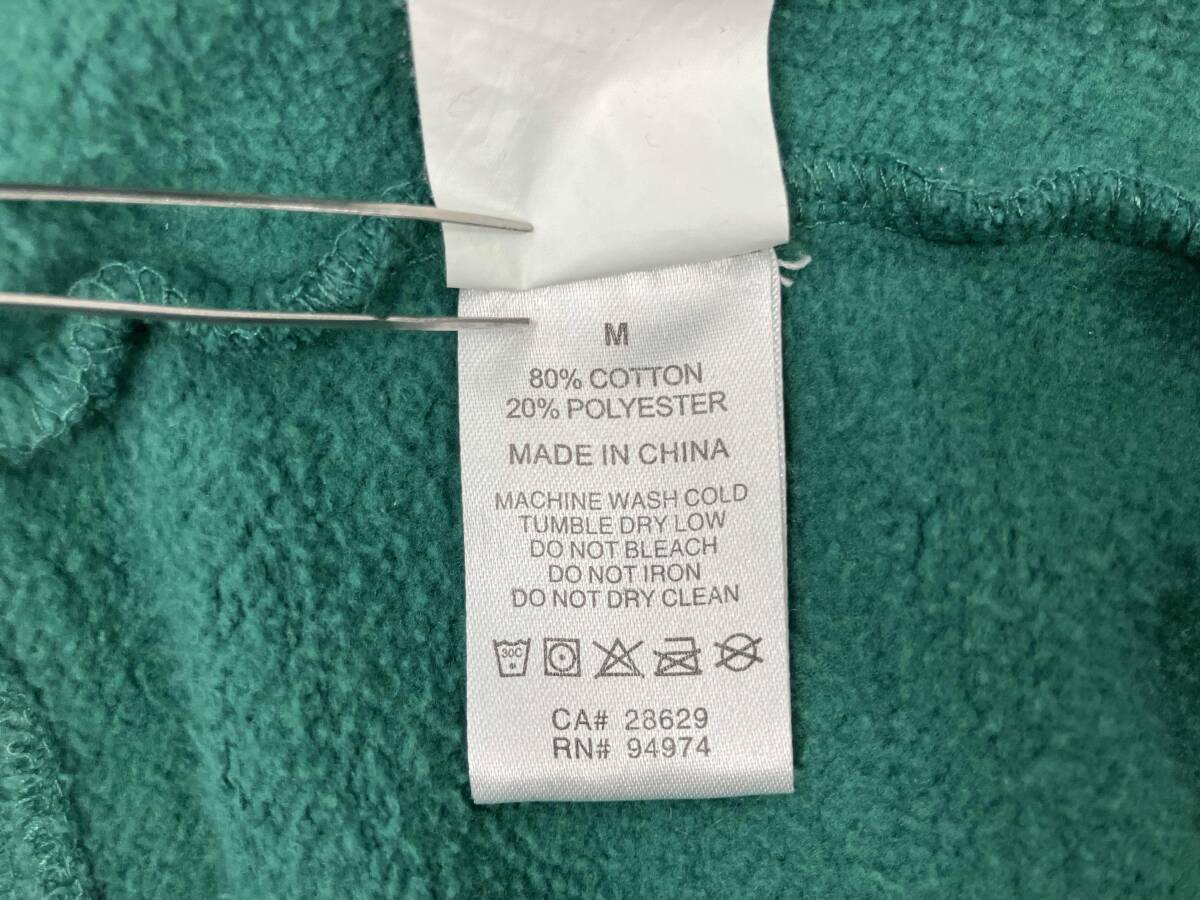 M
80% COTTON
20% POLYESTER
MADE IN CHINA
MACHINE WASH COLD
TUMBLE DRY LOW
DO NOT BLEACH
DO NOT IRON
DO NOT DRY CLEAN
30C
CA# 28629
RN# 94974